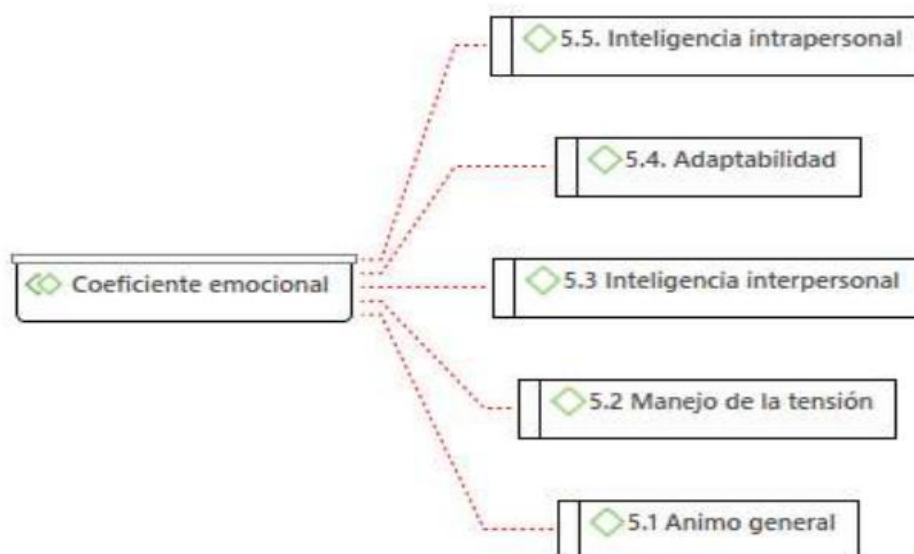 5.5. Inteligencia intrapersonal
5.4. Adaptabilidad
Coeficiente emocional
5.3 Inteligencia interpersonal
5.2 Manejo de la tensión
5.1 Animo general